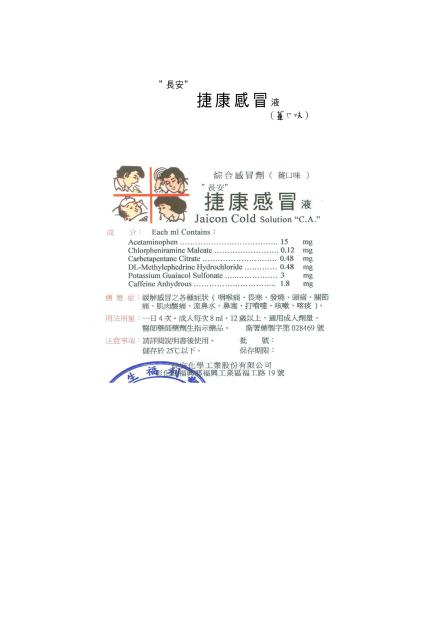 "長安"
捷康感冒液
(薑口味)
綜合感冒劑(薑口味)
"長安"
捷康感冒液
Jaicon Cold Solution "C.A."
成分: Each ml Contains:
Acetaminophen .......................... 15 mg
Chlorpheniramine Maleate .......................... 0.12 mg
Carbetapentane Citrate .......................... 0.48 mg
DL-Methylephedrine Hydrochloride .......................... 0.48 mg
Potassium Guaiacol Sulfonate .......................... 3 mg
Caffeine Anhydrous .......................... 1.8 mg
適應症:緩解感冒之各種症狀(咽喉痛、畏寒、發燒、頭痛、關節
痛、肌肉酸痛、流鼻水、鼻塞、打噴嚏、咳嗽、喀痰)。
用法用量:一日4次。成人每次8ml,12歲以上,適用成人劑量。
醫師藥師藥劑生指示藥品。 衛署藥製字第028469號
注意事項:請詳閱說明書後使用。 批 號:
儲存於25℃以下。 保存期限:
化學工業股份有限公司
福興工業區福工路19號
生福利